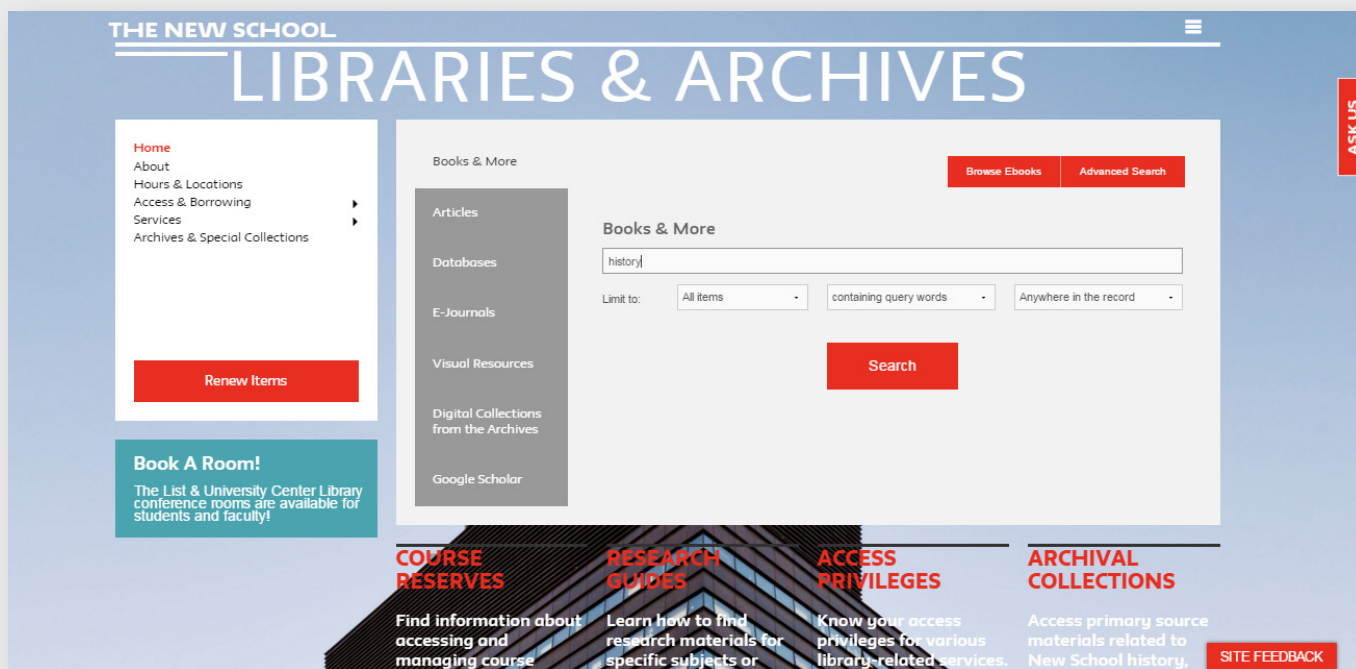 THE NEW SCHOOL
LIBRARIES & ARCHIVES
ASK US
Home
About
Hours & Locations
Access & Borrowing
Services
Archives & Special Collections
Renew Items
Book A Room!
The List & University Center Library
conference rooms are available for
students and faculty!
Books & More
Articles
Databases
E-Journals
Visual Resources
Digital Collections
from the Archives
Google Scholar
Browse Ebooks
Advanced Search
Books & More
history
Limit to:
All items
containing query words
Anywhere in the record
Search
COURSE
RESERVES
Find information about
accessing and
managing course
RESEARCH
GUIDES
Learn how to find
research materials for
specific subjects or
ACCESS
PRIVILEGES
Know your access
privileges for various
library-related services.
ARCHIVAL
COLLECTIONS
Access primary source
materials related to
New School history,
SITE FEEDBACK